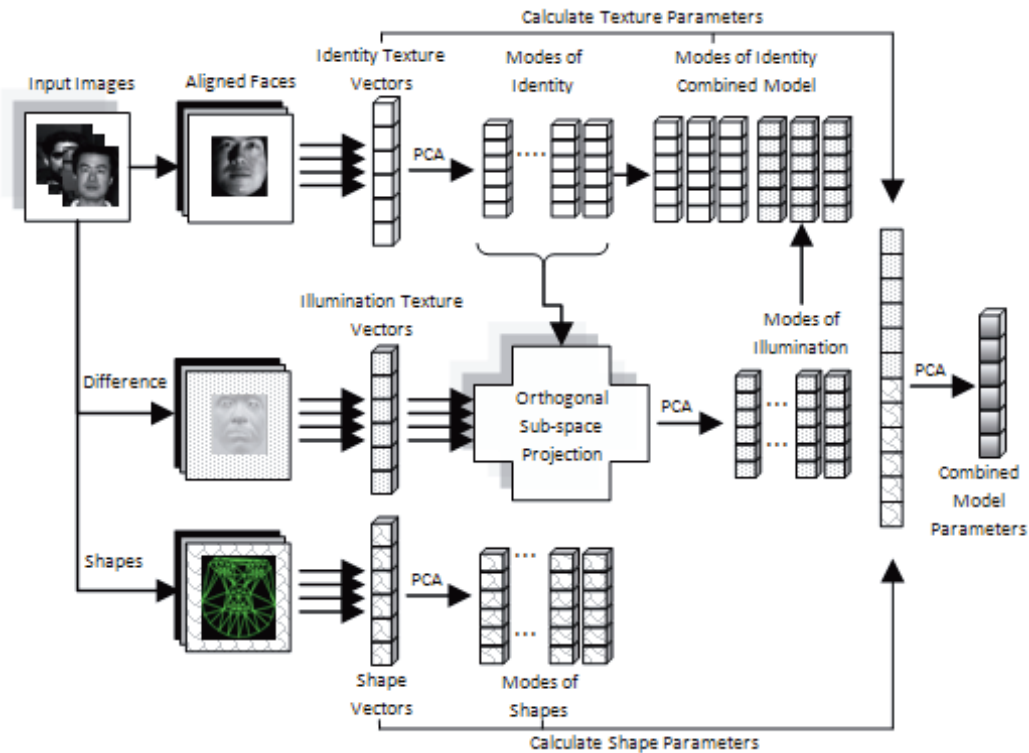 Calculate Texture Parameters
Input Images
Aligned Faces
Identity Texture
Vectors
Modes of
Identity
Modes of Identity
Combined Model
PCA
Illumination Texture
Vectors
Modes of
Illumination
Difference
Orthogonal
Sub-space
Projection
PCA
PCA
Combined
Model
Parameters
Shapes
PCA
Shape
Vectors
Modes of
Shapes
Calculate Shape Parameters